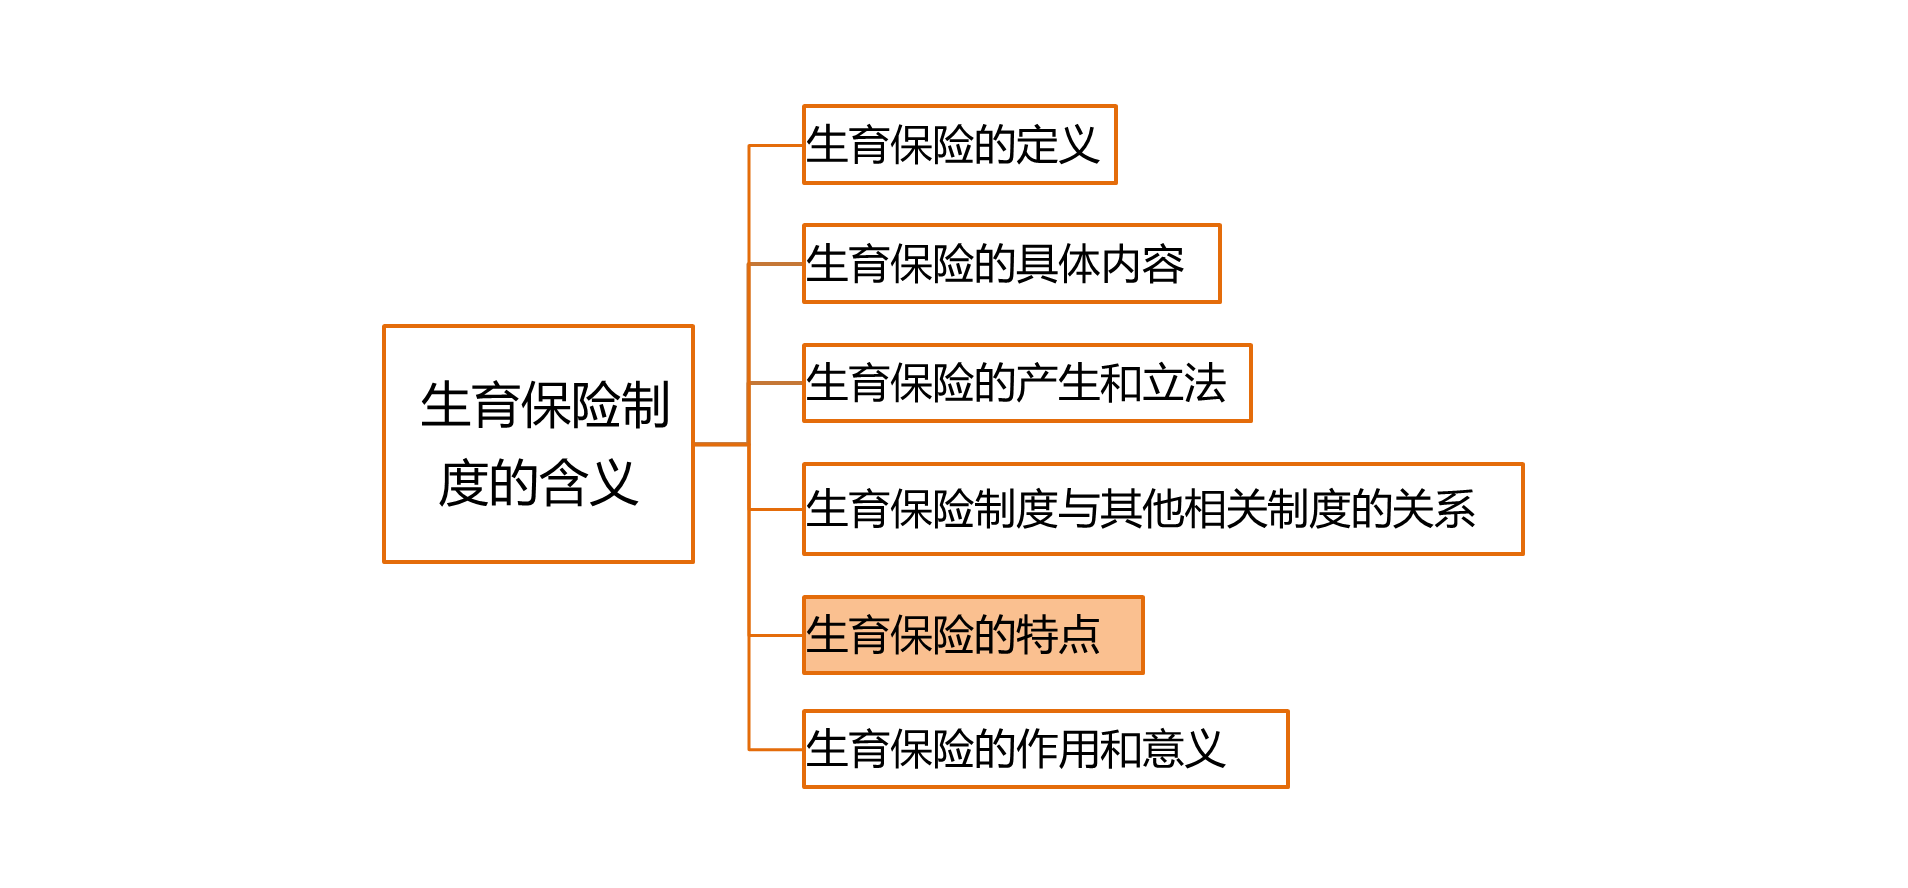 生育保险的定义
生育保险的具体内容
生育保险的产生和立法
生育保险制
度的含义
生育保险制度与其他相关制度的关系
生育保险的特点
生育保险的作用和意义